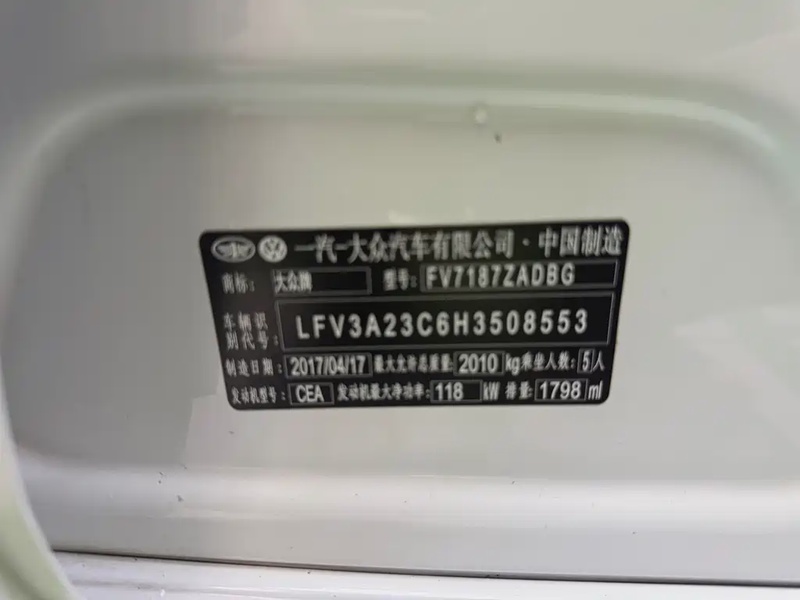 一汽-大众汽车有限公司·中国制造
商标: 大众牌 型号: FV7187ZADBG
车辆识别代号: LFV3A23C6H3508553
制造日期: 2017/04/17 最大允许总质量: 2010 kg 乘坐人数: 5 人
发动机型号: CEA 发动机最大净功率: 118 kW 排量: 1798 ml